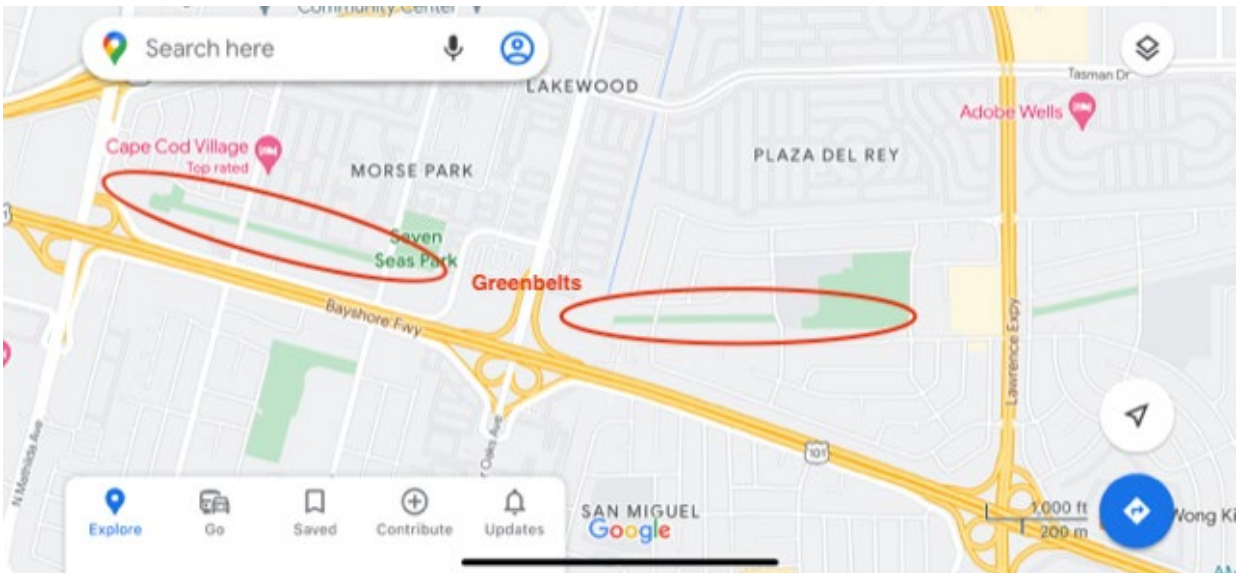 Community Center
Search here
LAKEWOOD
Tasman Dr
Adobe Wells
Cape Cod Village
Top rated
MORSE PARK
PLAZA DEL REY
Seven
Seas Park
Greenbelts
Bayshore Fwy
Lawrence Expy
N Mathilda Ave
Oaks Ave
101
Explore
Go
Saved
Contribute
Updates
SAN MIGUEL
Google
1,000 ft
200 m
Wong Ki